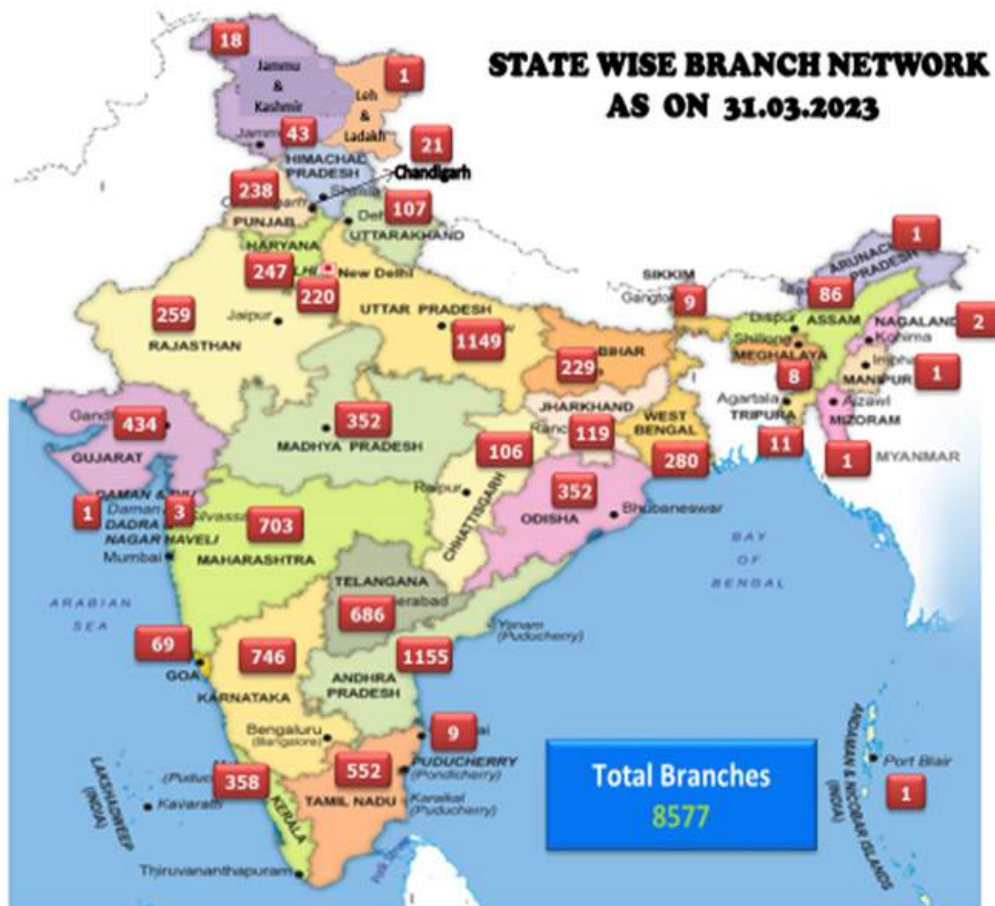 STATE WISE BRANCH NETWORK
AS ON 31.03.2023
18
Jammu
&
Kashmir
1
Leh
&
Ladakh
43
21
HIMACHAL
PRADESH
Chandigarh
238
PUNJAB
107
UTTARAKHAND
HARYANA
247
New Delhi
220
259
Jaipur
RAJASTHAN
UTTAR PRADESH
1149
SIKKIM
9
1
ARUNACH
PRADESH
86
Dispur
ASSAM
NAGALAND
2
Kohima
Shillong
MEGHALAYA
Impha
MANIPUR
1
8
BIHAR
229
JHARKHAND
119
WEST
BENGAL
280
Agartala
TRIPURA
11
Aizawl
MIZORAM
1
MYANMAR
434
GUJARAT
352
MADHYA PRADESH
106
Raipur
CHHATTISGARH
352
ODISHA
Bhubaneswar
1
DAMAN & DIU
Daman
3
DADRA
NAGAR HAVELI
Mumbai
703
MAHARASHTRA
BAY
OF
BENGAL
ARABIAN
SEA
TELANGANA
686
Yanam
(Puducherry)
69
GOA
746
KARNATAKA
1155
ANDHRA
PRADESH
Bengaluru
(Bangalore)
9
PUDUCHERRY
(Pondicherry)
358
KERALA
552
TAMIL NADU
Karaikal
(Puducherry)
LAKSHADWEEP
(INDIA)
Kavaratti
Thiruvananthapuram
Total Branches
8577
ANDAMAN & NICOBAR ISLANDS
(INDIA)
Port Blair
1